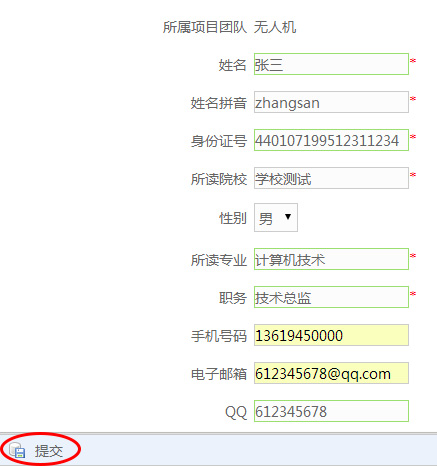 所属项目团队 无人机
姓名 张三 *
姓名拼音 zhangsan *
身份证号 440107199512311234 *
所读院校 学校测试 *
性别 男
所读专业 计算机技术 *
职务 技术总监 *
手机号码 13619450000
电子邮箱 612345678@qq.com
QQ 612345678
提交